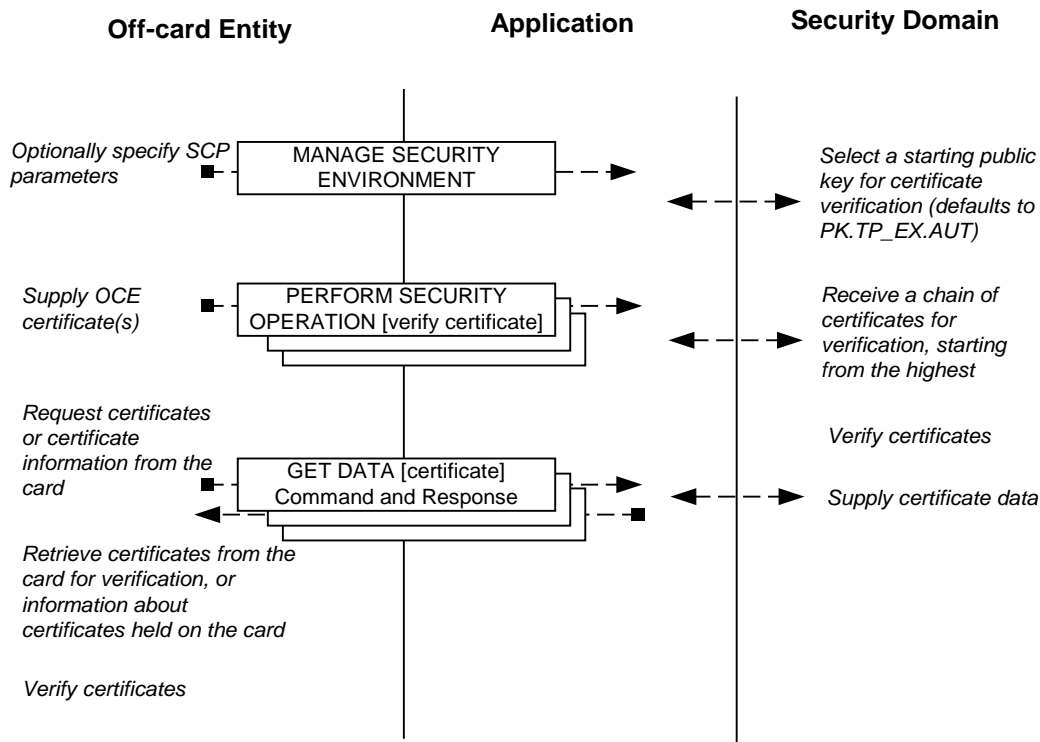 Off-card Entity
Application
Security Domain
Optionally specify SCP
parameters
MANAGE SECURITY
ENVIRONMENT
Select a starting public
key for certificate
verification (defaults to
PK.TP_EX.AUT)
Supply OCE
certificate(s)
PERFORM SECURITY
OPERATION [verify certificate]
Receive a chain of
certificates for
verification, starting
from the highest
Request certificates
or certificate
information from the
card
Verify certificates
GET DATA [certificate]
Command and Response
Supply certificate data
Retrieve certificates from the
card for verification, or
information about
certificates held on the card
Verify certificates